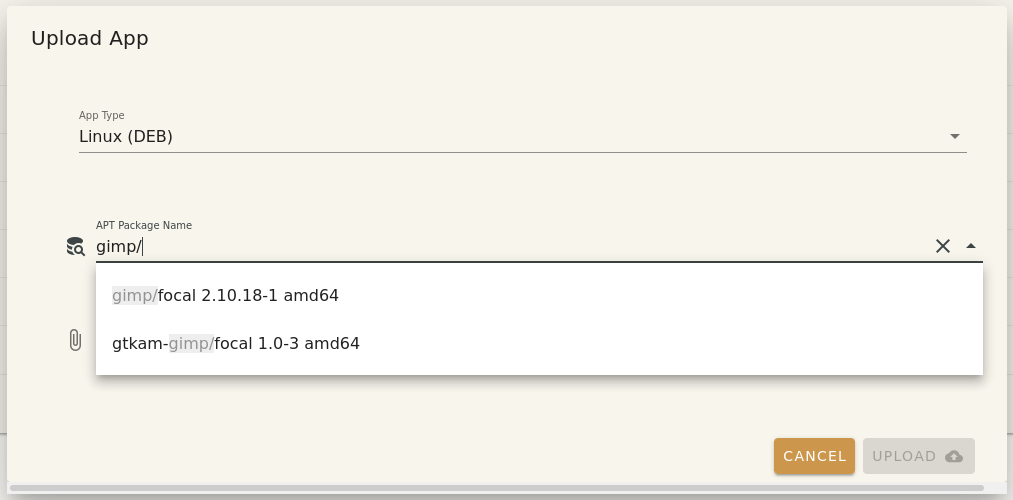 Upload App
App Type
Linux (DEB)
APT Package Name
gimp/
gimp/focal 2.10.18-1 amd64
gtkam-gimp/focal 1.0-3 amd64
CANCEL
UPLOAD